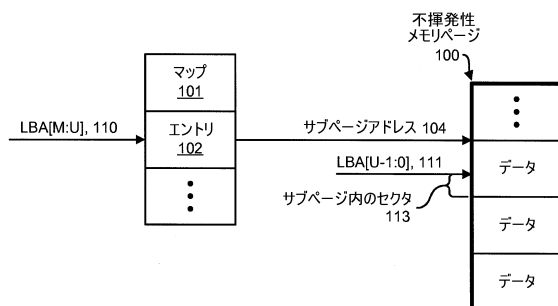 不揮発性
メモリページ
100
マップ
101
LBA[M:U], 110
エントリ
102
サブページアドレス 104
LBA[U-1:0], 111
データ
サブページ内のセクタ
113
データ
データ